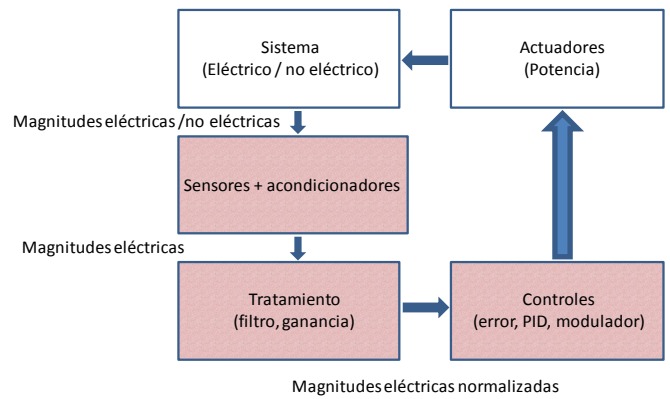 Sistema
(Eléctrico / no eléctrico)
Actuadores
(Potencia)
Magnitudes eléctricas /no eléctricas
Sensores + acondicionadores
Magnitudes eléctricas
Tratamiento
(filtro, ganancia)
Controles
(error, PID, modulador)
Magnitudes eléctricas normalizadas